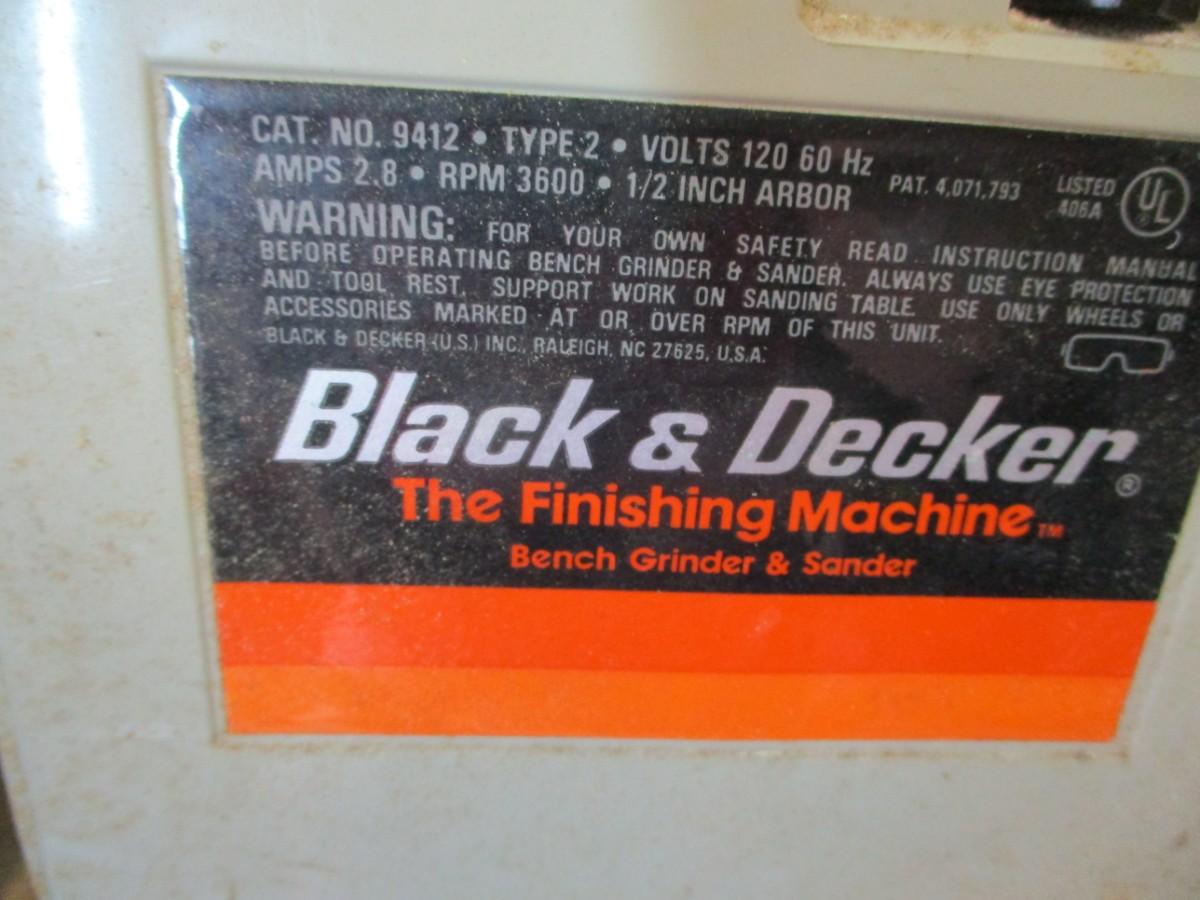 CAT. NO. 9412 • TYPE 2 • VOLTS 120 60 Hz
AMPS 2.8 • RPM 3600 • 1/2 INCH ARBOR
PAT. 4,071,793
LISTED
406A
UL
®
WARNING: FOR YOUR OWN SAFETY READ INSTRUCTION MANUAL
BEFORE OPERATING BENCH GRINDER & SANDER. ALWAYS USE EYE PROTECTION
AND TOOL REST. SUPPORT WORK ON SANDING TABLE. USE ONLY WHEELS OR
ACCESSORIES MARKED AT OR OVER RPM OF THIS UNIT.
BLACK & DECKER (U.S.) INC., RALEIGH, NC 27625, U.S.A.
Black & Decker®
The Finishing Machine™
Bench Grinder & Sander